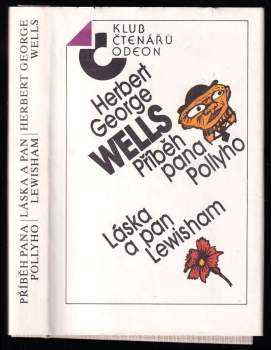 KLUB
ČTENÁŘŮ
ODEON
Herbert
George
WELLS
Příběh
pana
Pollyho
Láska
a pan
Lewisham
PŘÍBĚH PANA POLLYHO
LÁSKA A PAN LEWISHAM
HERBERT GEORGE WELLS